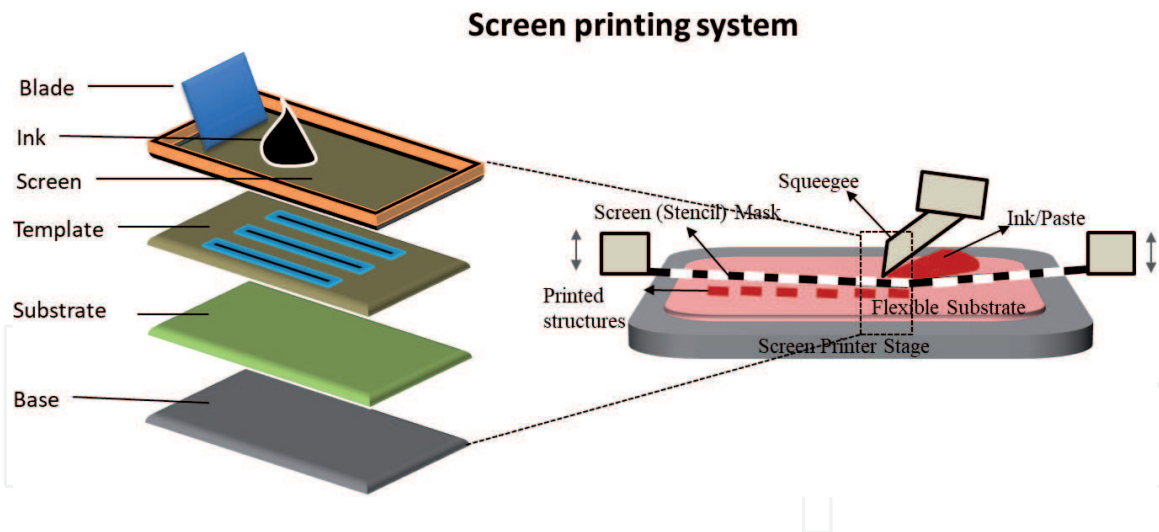 Screen printing system
Blade
Ink
Screen
Template
Substrate
Base
Squeegee
Screen (Stencil) Mask
Ink/Paste
Printed
structures
Flexible Substrate
Screen Printer Stage